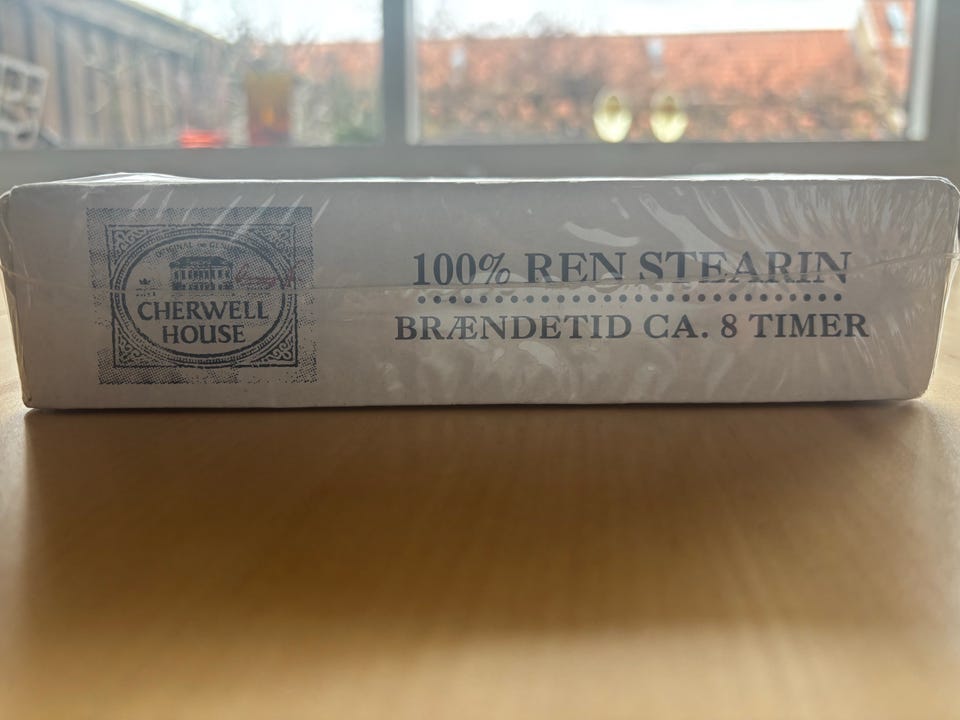 CHERWELL
HOUSE
100% REN STEARIN
BRÆNDETID CA. 8 TIMER